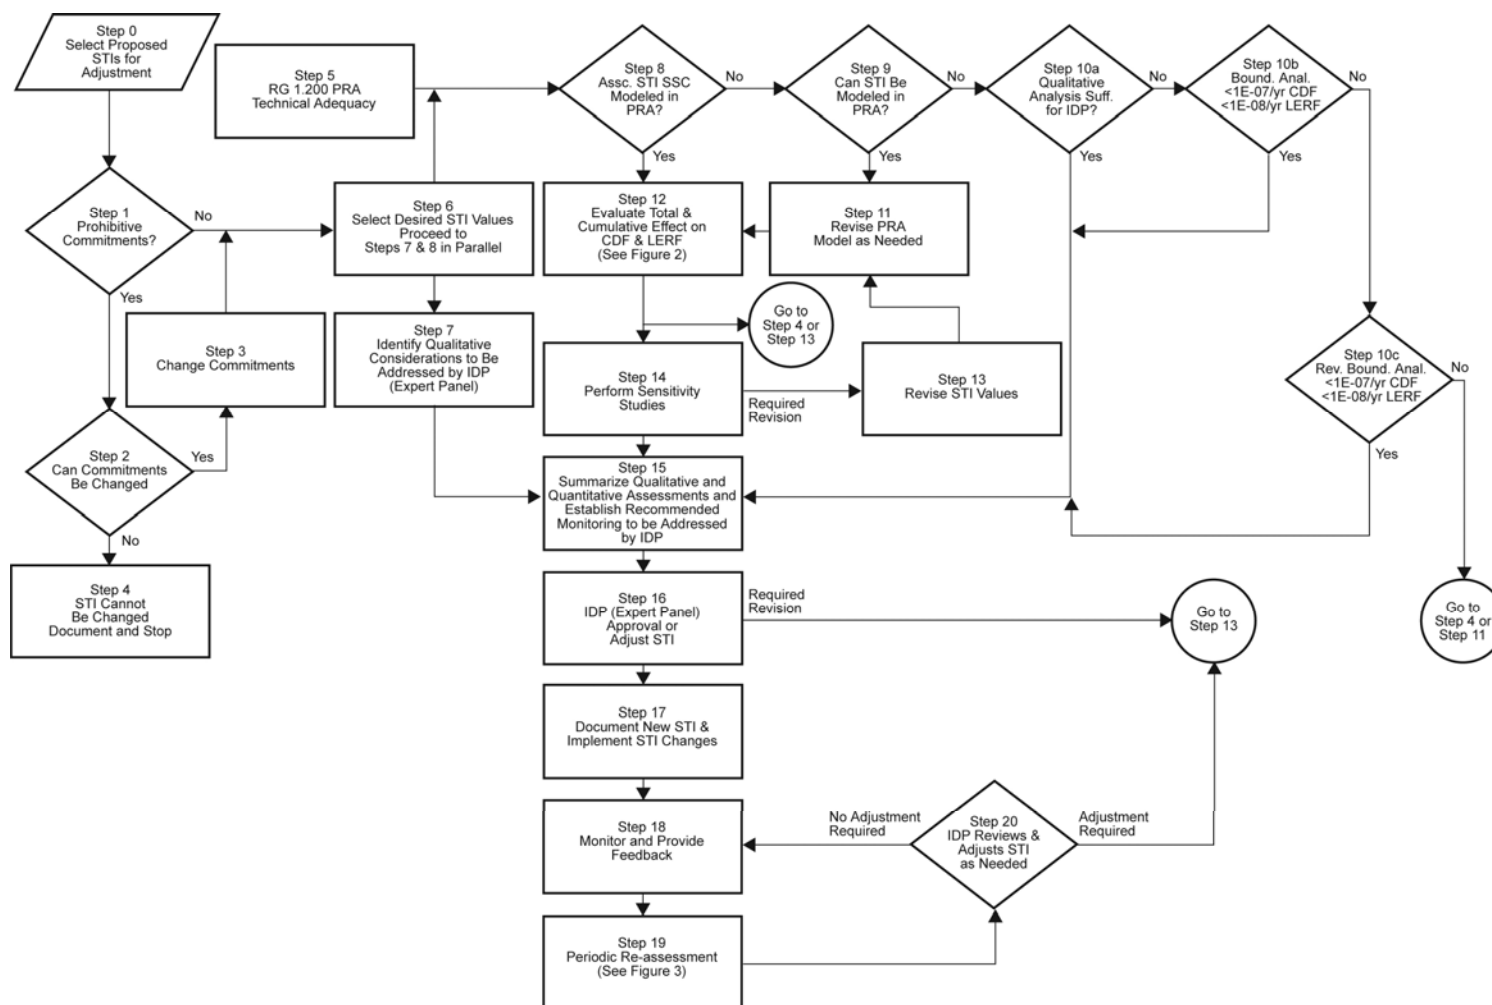 Step 0
Select Proposed
STIs for
Adjustment
Step 5
RG 1.200 PRA
Technical Adequacy
Step 8
Assc. STI SSC
Modeled in
PRA?
No
Yes
Step 9
Can STI Be
Modeled in
PRA?
No
Yes
Step 10a
Qualitative
Analysis Suff.
for IDP?
No
Yes
Step 10b
Bound. Anal.
<1E-07/yr CDF
<1E-08/yr LERF
No
Yes
Step 1
Prohibitive
Commitments?
No
Yes
Step 6
Select Desired STI Values
Proceed to
Steps 7 & 8 in Parallel
Step 12
Evaluate Total &
Cumulative Effect on
CDF & LERF
(See Figure 2)
Step 11
Revise PRA
Model as Needed
Go to
Step 4 or
Step 13
Step 3
Change Commitments
Step 7
Identify Qualitative
Considerations to Be
Addressed by IDP
(Expert Panel)
Step 14
Perform Sensitivity
Studies
Required
Revision
Step 13
Revise STI Values
Step 10c
Rev. Bound. Anal.
<1E-07/yr CDF
<1E-08/yr LERF
No
Yes
Step 2
Can Commitments
Be Changed
Yes
No
Step 15
Summarize Qualitative and
Quantitative Assessments and
Establish Recommended
Monitoring to be Addressed
by IDP
Step 4
STI Cannot
Be Changed
Document and Stop
Step 16
IDP (Expert Panel)
Approval or
Adjust STI
Required
Revision
Go to
Step 13
Go to
Step 4 or
Step 11
Step 17
Document New STI &
Implement STI Changes
Step 18
Monitor and Provide
Feedback
No Adjustment
Required
Step 20
IDP Reviews &
Adjusts STI
as Needed
Adjustment
Required
Step 19
Periodic Re-assessment
(See Figure 3)